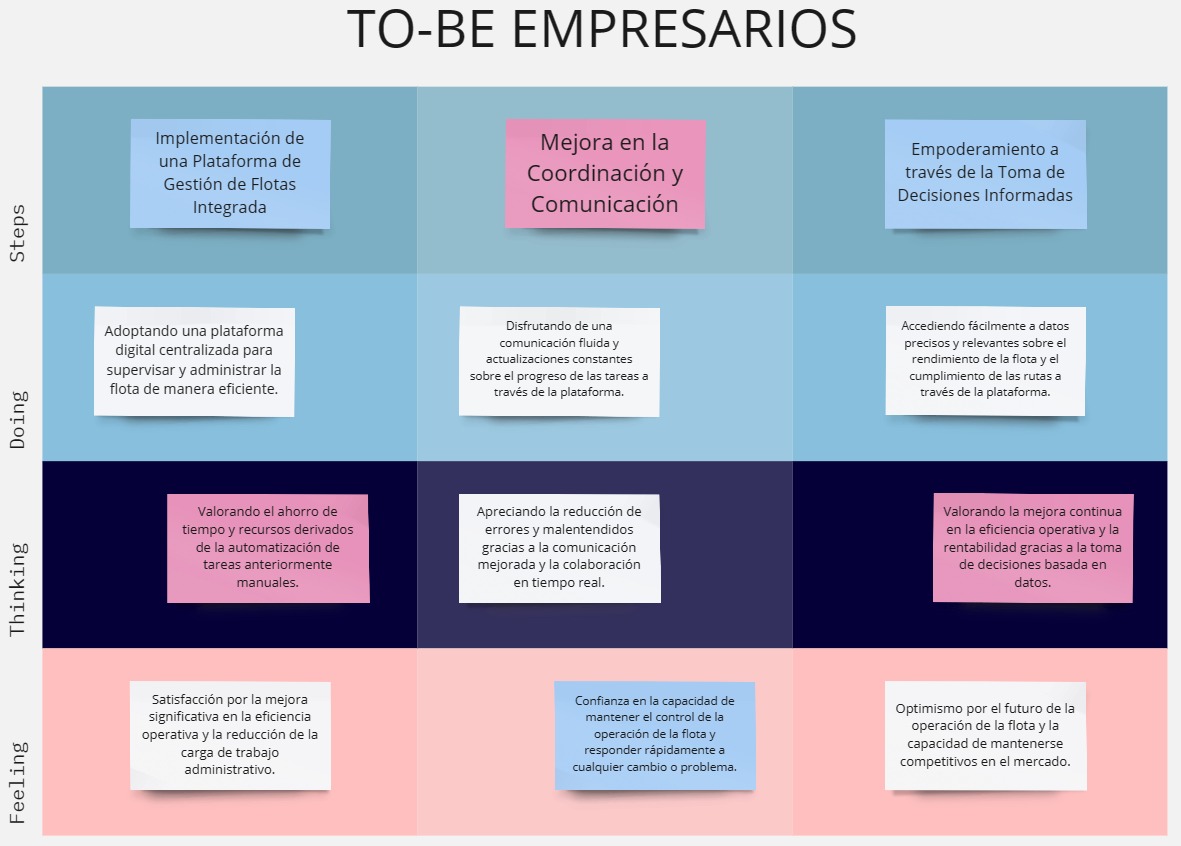 TO-BE EMPRESARIOS
Steps
Implementación de
una Plataforma de
Gestión de Flotas
Integrada
Mejora en la
Coordinación y
Comunicación
Empoderamiento a
través de la Toma de
Decisiones Informadas
Doing
Adoptando una plataforma
digital centralizada para
supervisar y administrar la
flota de manera eficiente.
Disfrutando de una
comunicación fluida y
actualizaciones constantes
sobre el progreso de las tareas a
través de la plataforma.
Accediendo fácilmente a datos
precisos y relevantes sobre el
rendimiento de la flota y el
cumplimiento de las rutas a
través de la plataforma.
Thinking
Valorando el ahorro de
tiempo y recursos derivados
de la automatización de
tareas anteriormente
manuales.
Apreciando la reducción de
errores y malentendidos
gracias a la comunicación
mejorada y la colaboración
en tiempo real.
Valorando la mejora continua
en la eficiencia operativa y la
rentabilidad gracias a la toma
de decisiones basada en
datos.
Feeling
Satisfacción por la mejora
significativa en la eficiencia
operativa y la reducción de la
carga de trabajo
administrativo.
Confianza en la capacidad de
mantener el control de la
operación de la flota y
responder rápidamente a
cualquier cambio o problema.
Optimismo por el futuro de la
operación de la flota y la
capacidad de mantenerse
competitivos en el mercado.